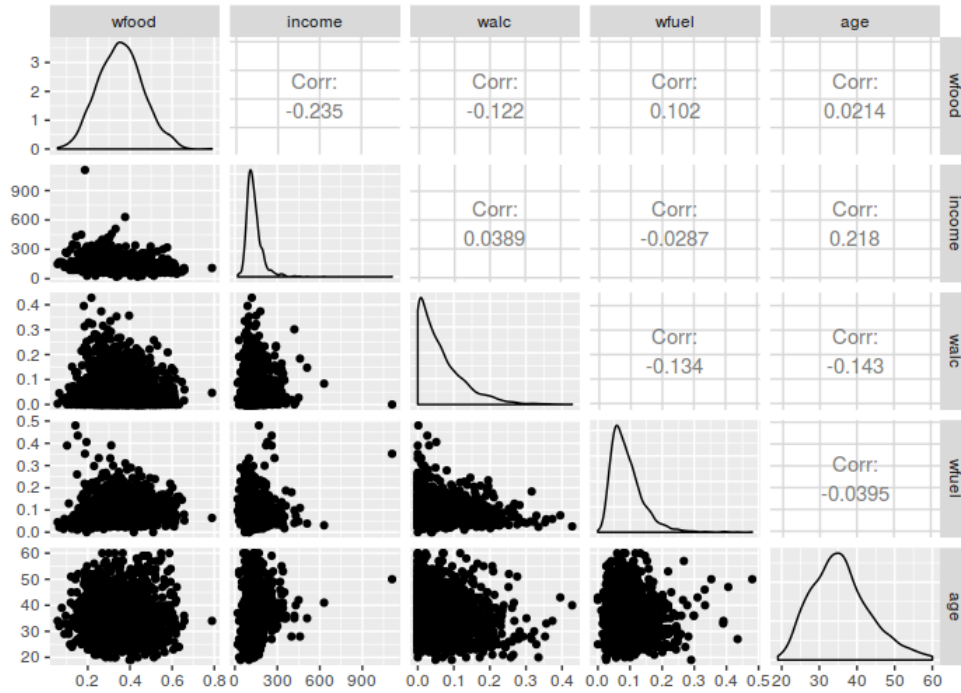 wfood income walc wfuel age
3
2
1
0
Corr:
-0.235
Corr:
-0.122
Corr:
0.102
Corr:
0.0214
wfood
900
600
300
0
Corr:
0.0389
Corr:
-0.0287
Corr:
0.218
income
0.4
0.3
0.2
0.1
0.0
Corr:
-0.134
Corr:
-0.143
walc
0.5
0.4
0.3
0.2
0.1
0.0
Corr:
-0.0395
wfuel
60
50
40
30
20
age
0.2 0.4 0.6 0.8 0 300 600 900 0.0 0.1 0.2 0.3 0.4 0.0 0.1 0.2 0.3 0.4 0.5 20 30 40 50 60